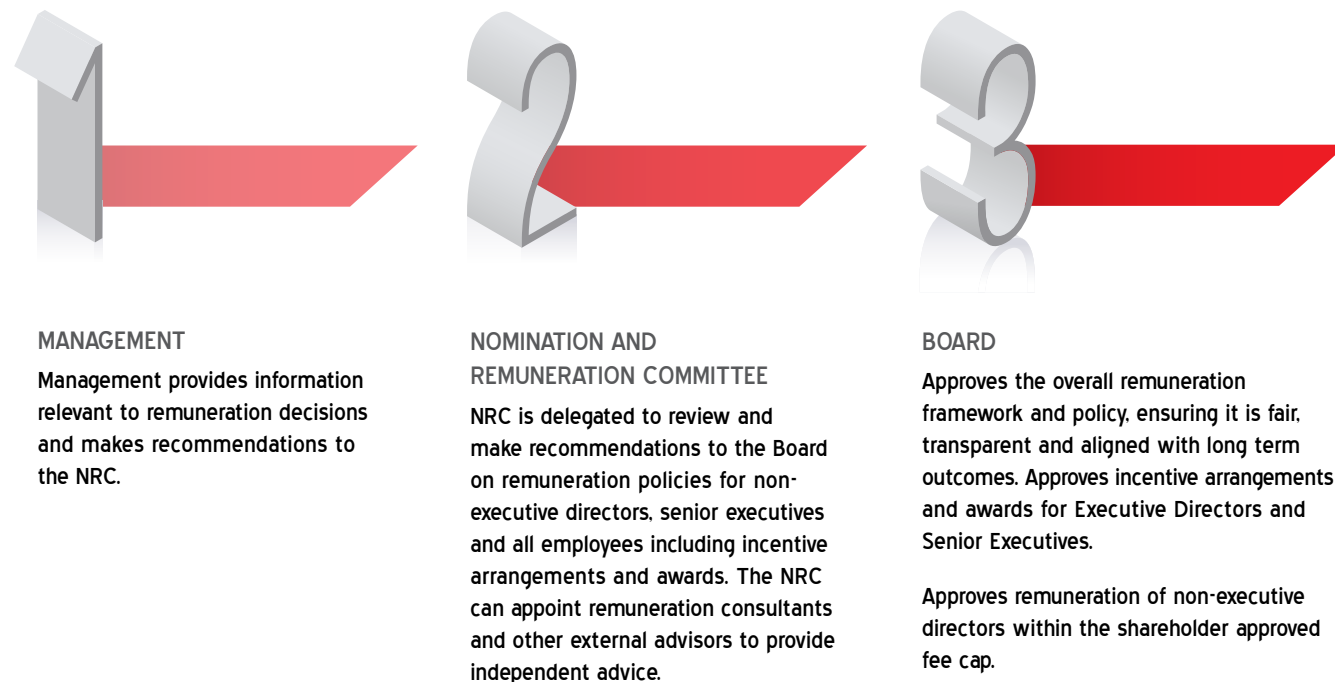 1
MANAGEMENT
Management provides information
relevant to remuneration decisions
and makes recommendations to
the NRC.
2
NOMINATION AND
REMUNERATION COMMITTEE
NRC is delegated to review and
make recommendations to the Board
on remuneration policies for non-
executive directors, senior executives
and all employees including incentive
arrangements and awards. The NRC
can appoint remuneration consultants
and other external advisors to provide
independent advice.
3
BOARD
Approves the overall remuneration
framework and policy, ensuring it is fair,
transparent and aligned with long term
outcomes. Approves incentive arrangements
and awards for Executive Directors and
Senior Executives.
Approves remuneration of non-executive
directors within the shareholder approved
fee cap.